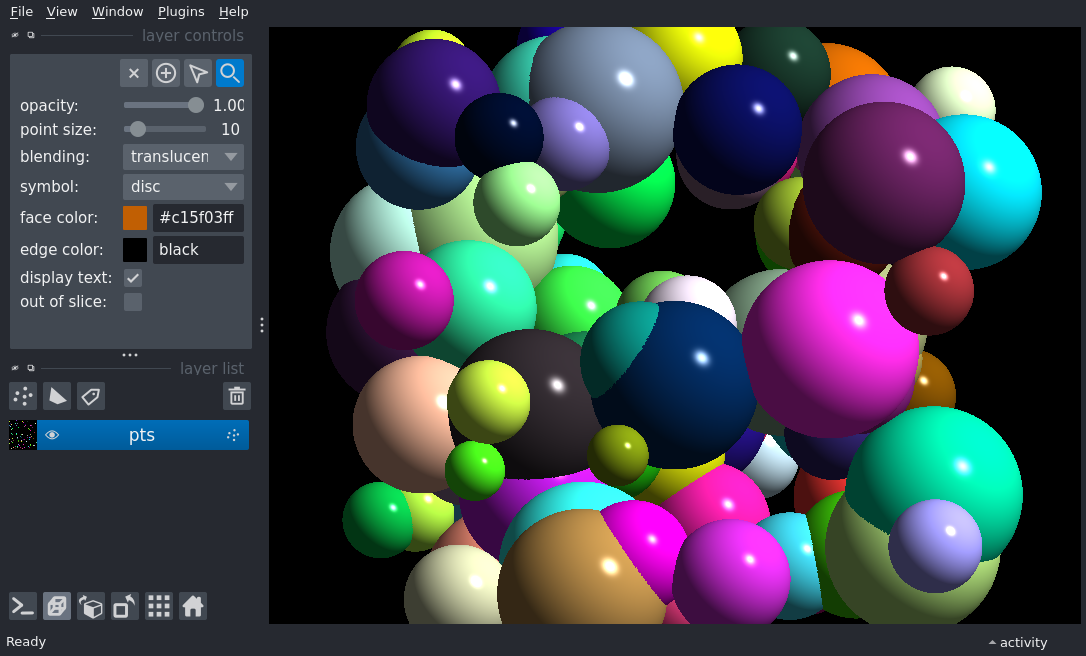 File View Window Plugins Help
layer controls
opacity: 1.00
point size: 10
blending: translucen
symbol: disc
face color: #c15f03ff
edge color: black
display text:
out of slice:
layer list
pts
Ready
activity